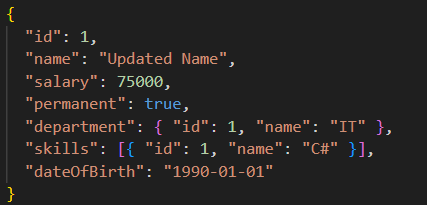 {
"id": 1,
"name": "Updated Name",
"salary": 75000,
"permanent": true,
"department": { "id": 1, "name": "IT" },
"skills": [{ "id": 1, "name": "C#" }],
"dateOfBirth": "1990-01-01"
}